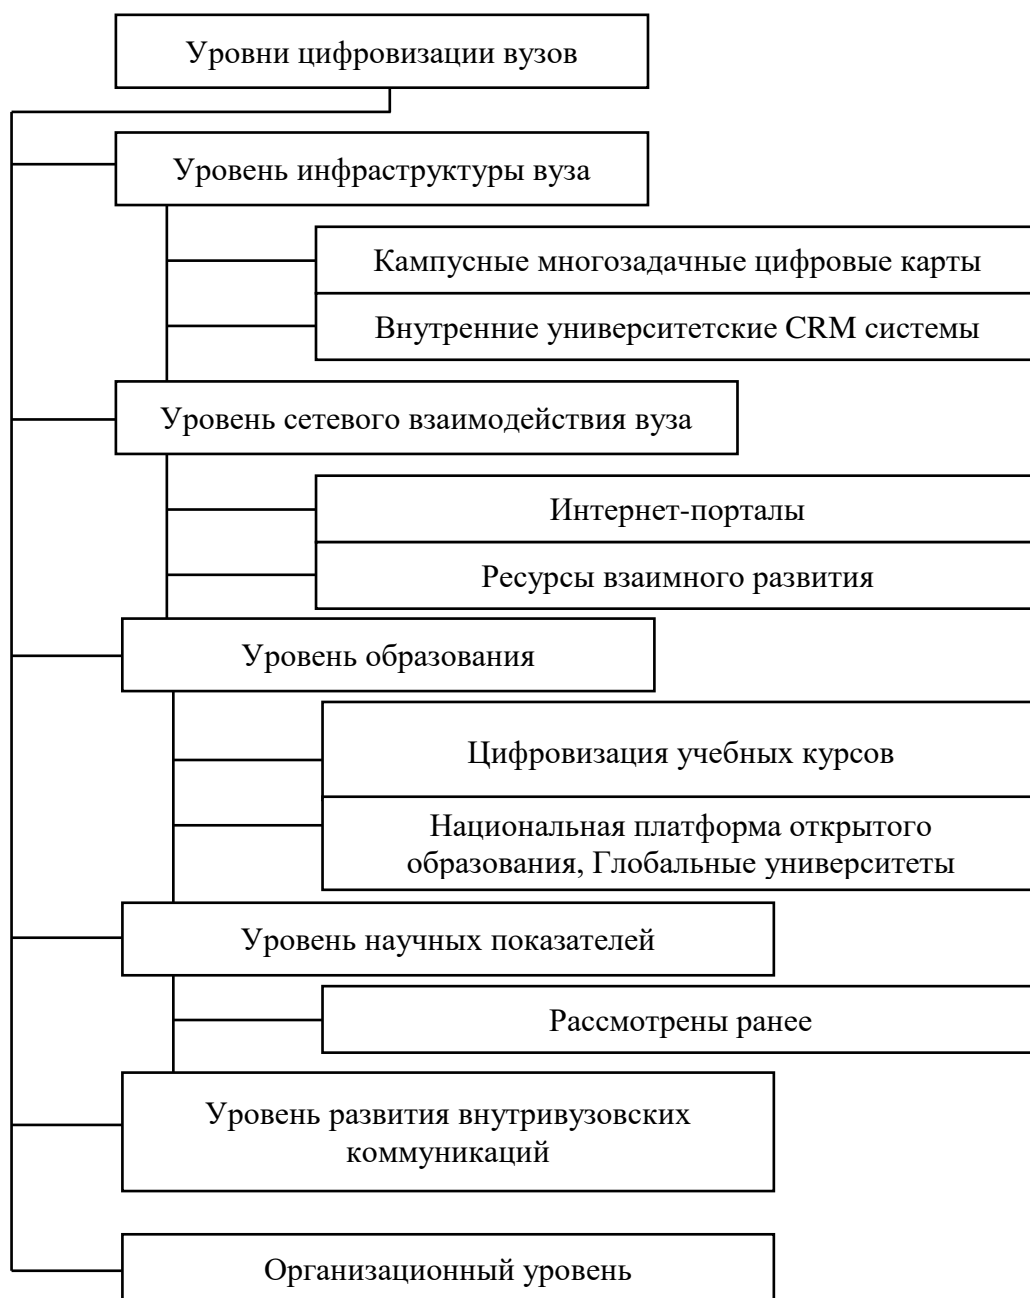 Уровни цифровизации вузов
Уровень инфраструктуры вуза
Кампусные многозадачные цифровые карты
Внутренние университетские CRM системы
Уровень сетевого взаимодействия вуза
Интернет-порталы
Ресурсы взаимного развития
Уровень образования
Цифровизация учебных курсов
Национальная платформа открытого
образования, Глобальные университеты
Уровень научных показателей
Рассмотрены ранее
Уровень развития внутривузовских
коммуникаций
Организационный уровень